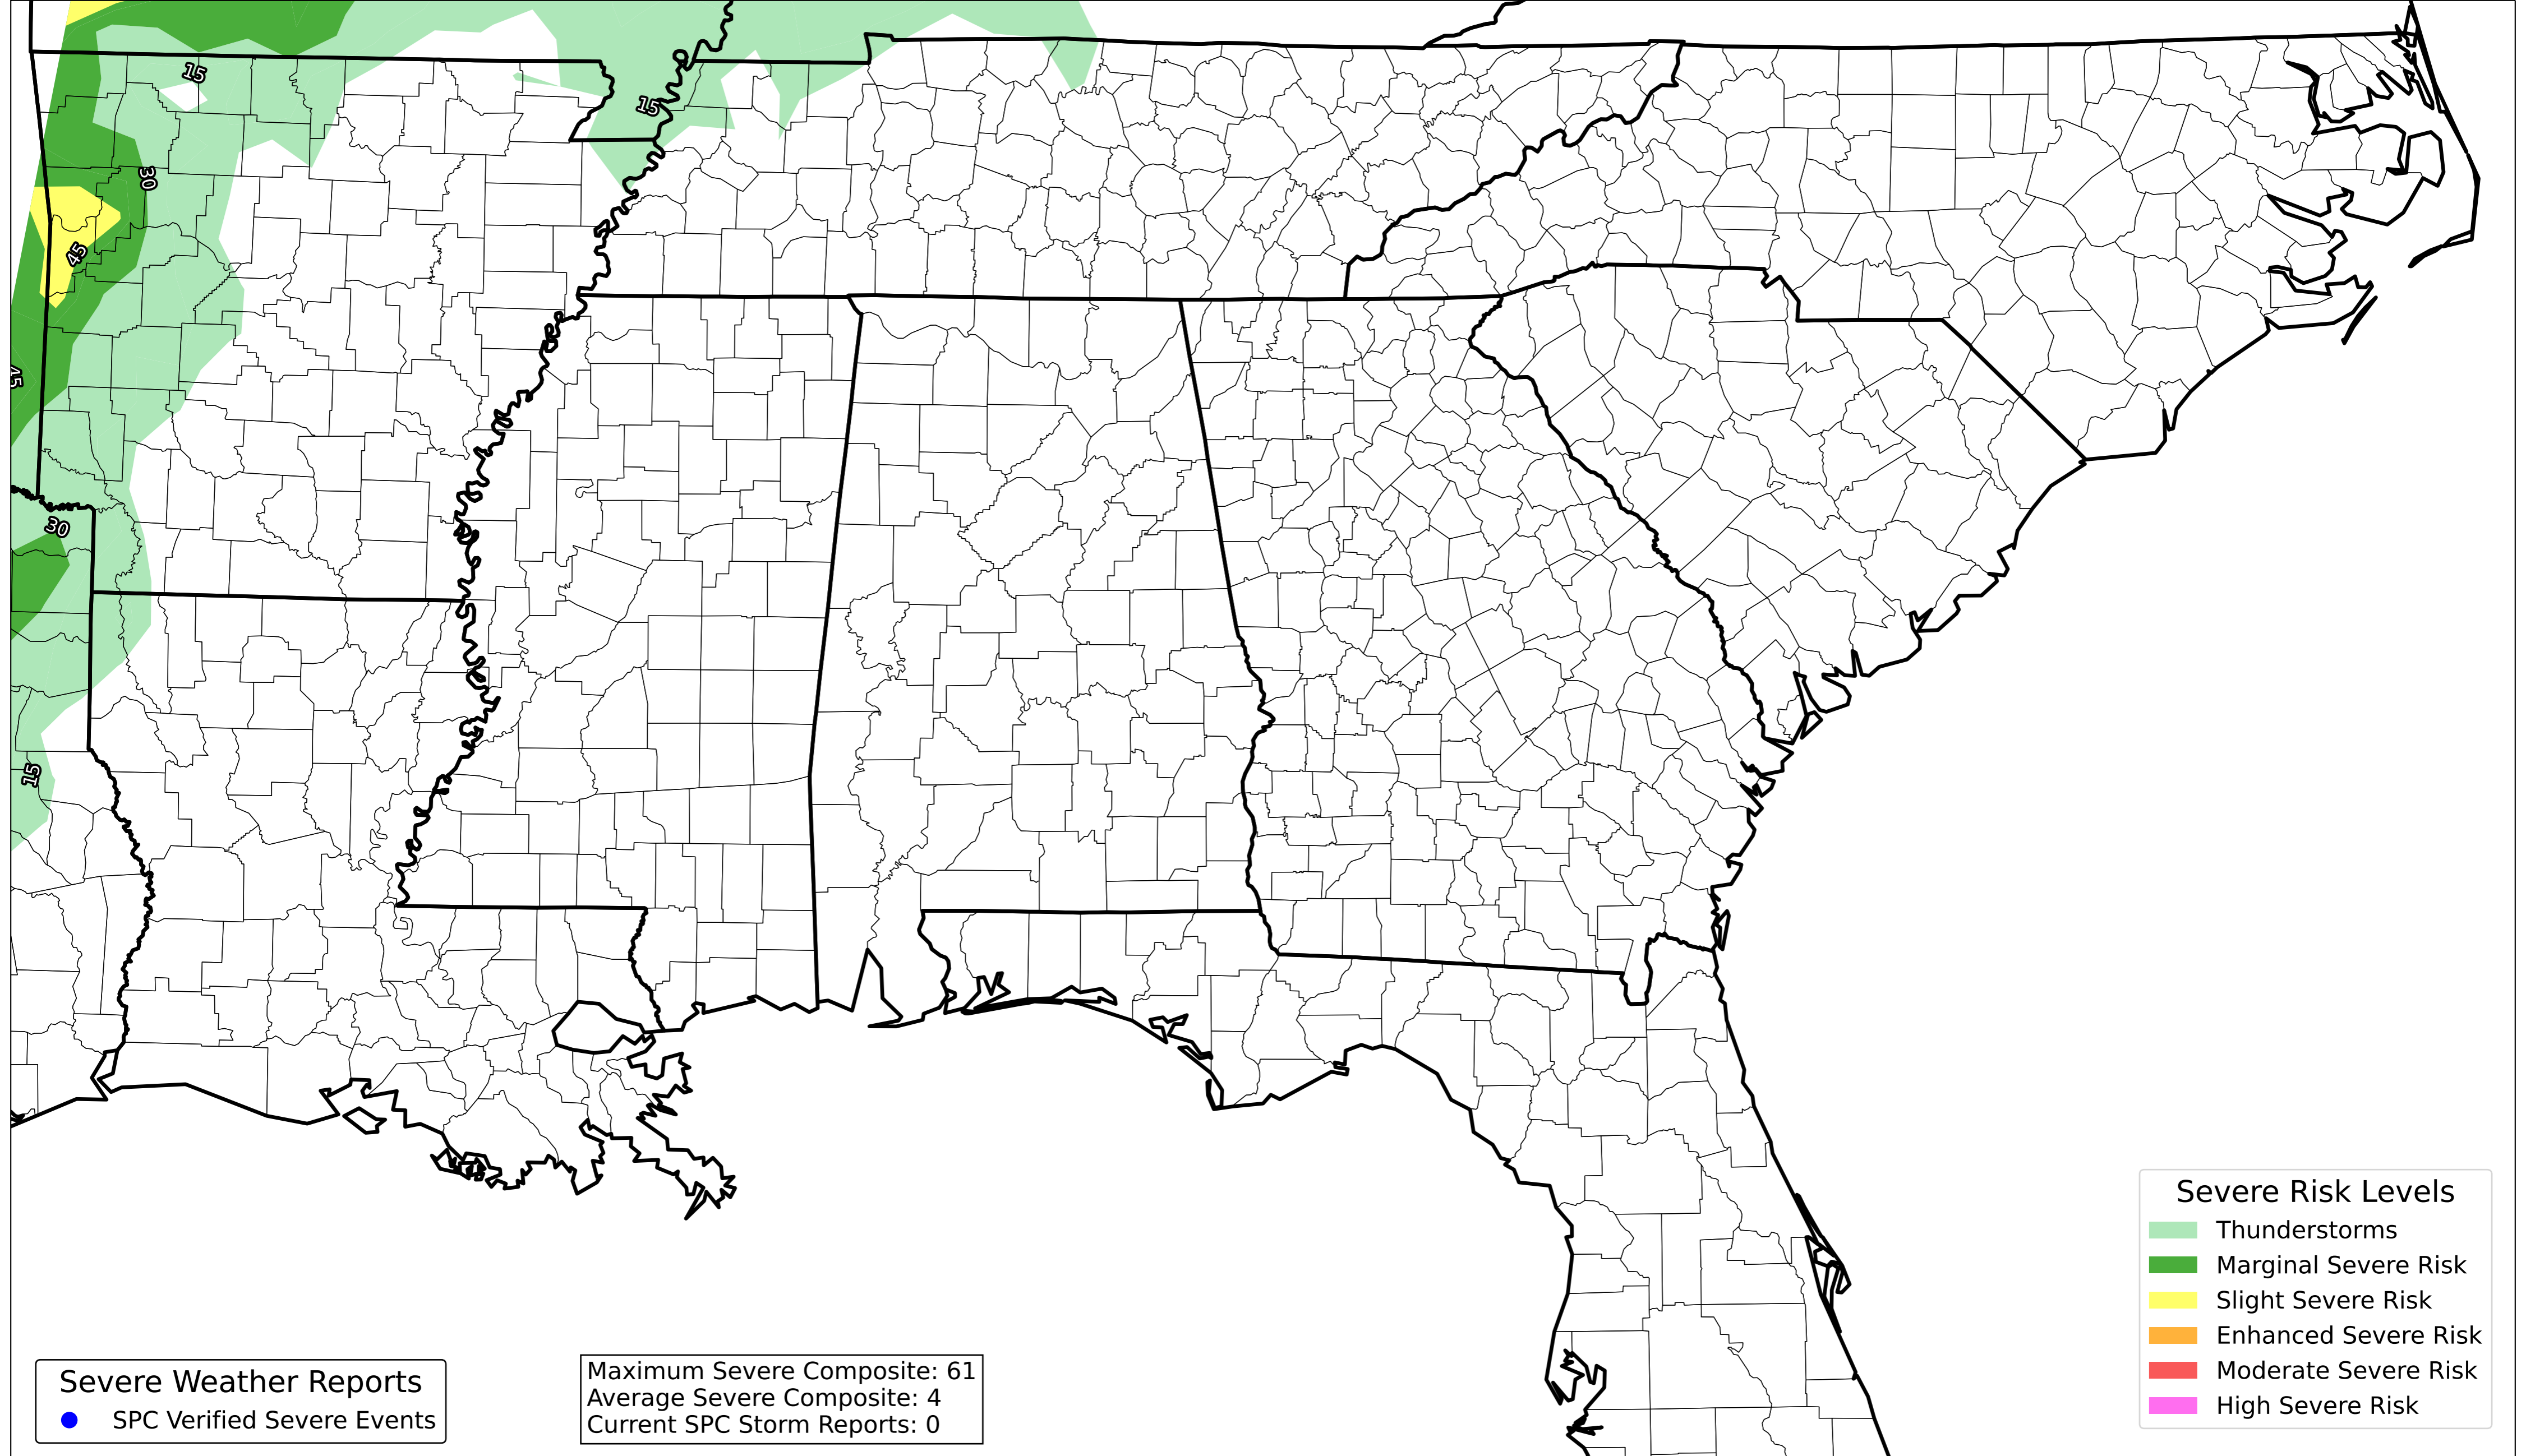 15
15
30
45
45
30
15
Severe Risk Levels
Thunderstorms
Marginal Severe Risk
Slight Severe Risk
Enhanced Severe Risk
Moderate Severe Risk
High Severe Risk
Severe Weather Reports
SPC Verified Severe Events
Maximum Severe Composite: 61
Average Severe Composite: 4
Current SPC Storm Reports: 0